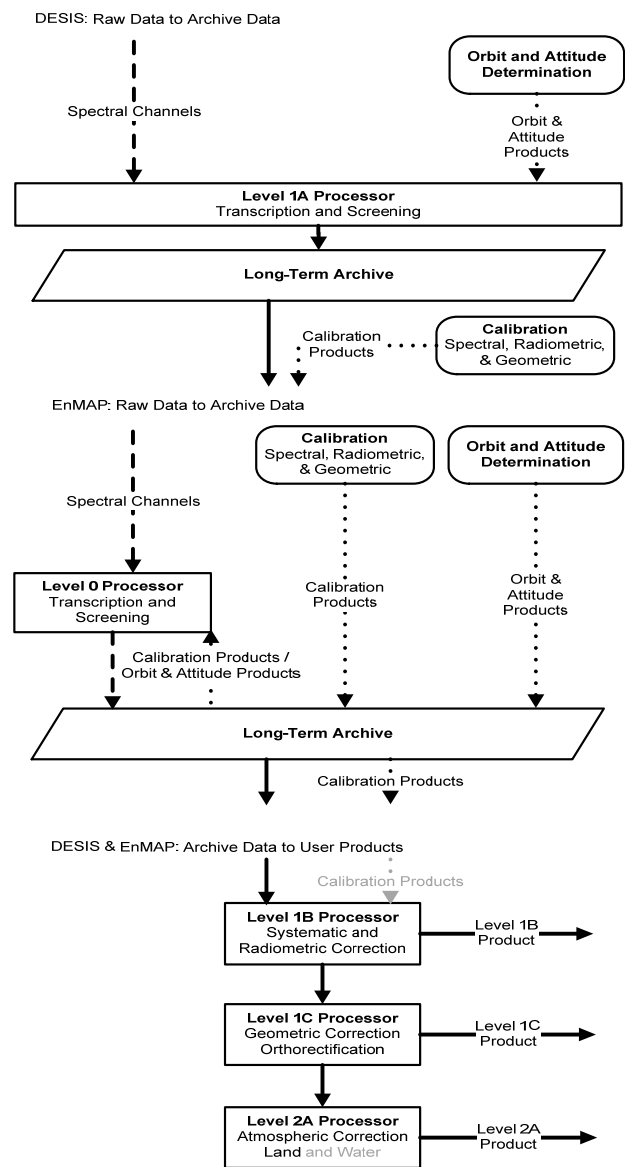 DESIS: Raw Data to Archive Data
Orbit and Attitude
Determination
Spectral Channels
Orbit &
Attitude
Products
Level 1A Processor
Transcription and Screening
Long-Term Archive
Calibration
Products
Calibration
Spectral, Radiometric,
& Geometric
EnMAP: Raw Data to Archive Data
Calibration
Spectral, Radiometric,
& Geometric
Orbit and Attitude
Determination
Spectral Channels
Level 0 Processor
Transcription and
Screening
Calibration
Products
Orbit &
Attitude
Products
Calibration Products /
Orbit & Attitude Products
Long-Term Archive
Calibration Products
DESIS & EnMAP: Archive Data to User Products
Calibration Products
Level 1B Processor
Systematic and
Radiometric Correction
Level 1B
Product
Level 1C Processor
Geometric Correction
Orthorectification
Level 1C
Product
Level 2A Processor
Atmospheric Correction
Land and Water
Level 2A
Product